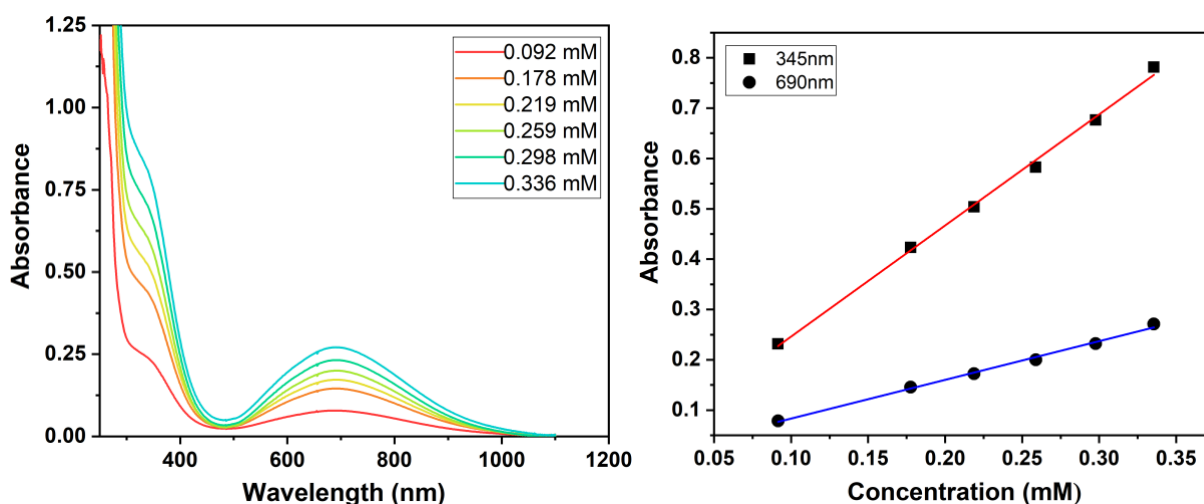 1.25
1.00
0.75
0.50
0.25
0.00
Absorbance
400
600
800
1000
1200
Wavelength (nm)
0.092 mM
0.178 mM
0.219 mM
0.259 mM
0.298 mM
0.336 mM
0.8
0.7
0.6
0.5
0.4
0.3
0.2
0.1
Absorbance
0.05
0.10
0.15
0.20
0.25
0.30
0.35
Concentration (mM)
345nm
690nm